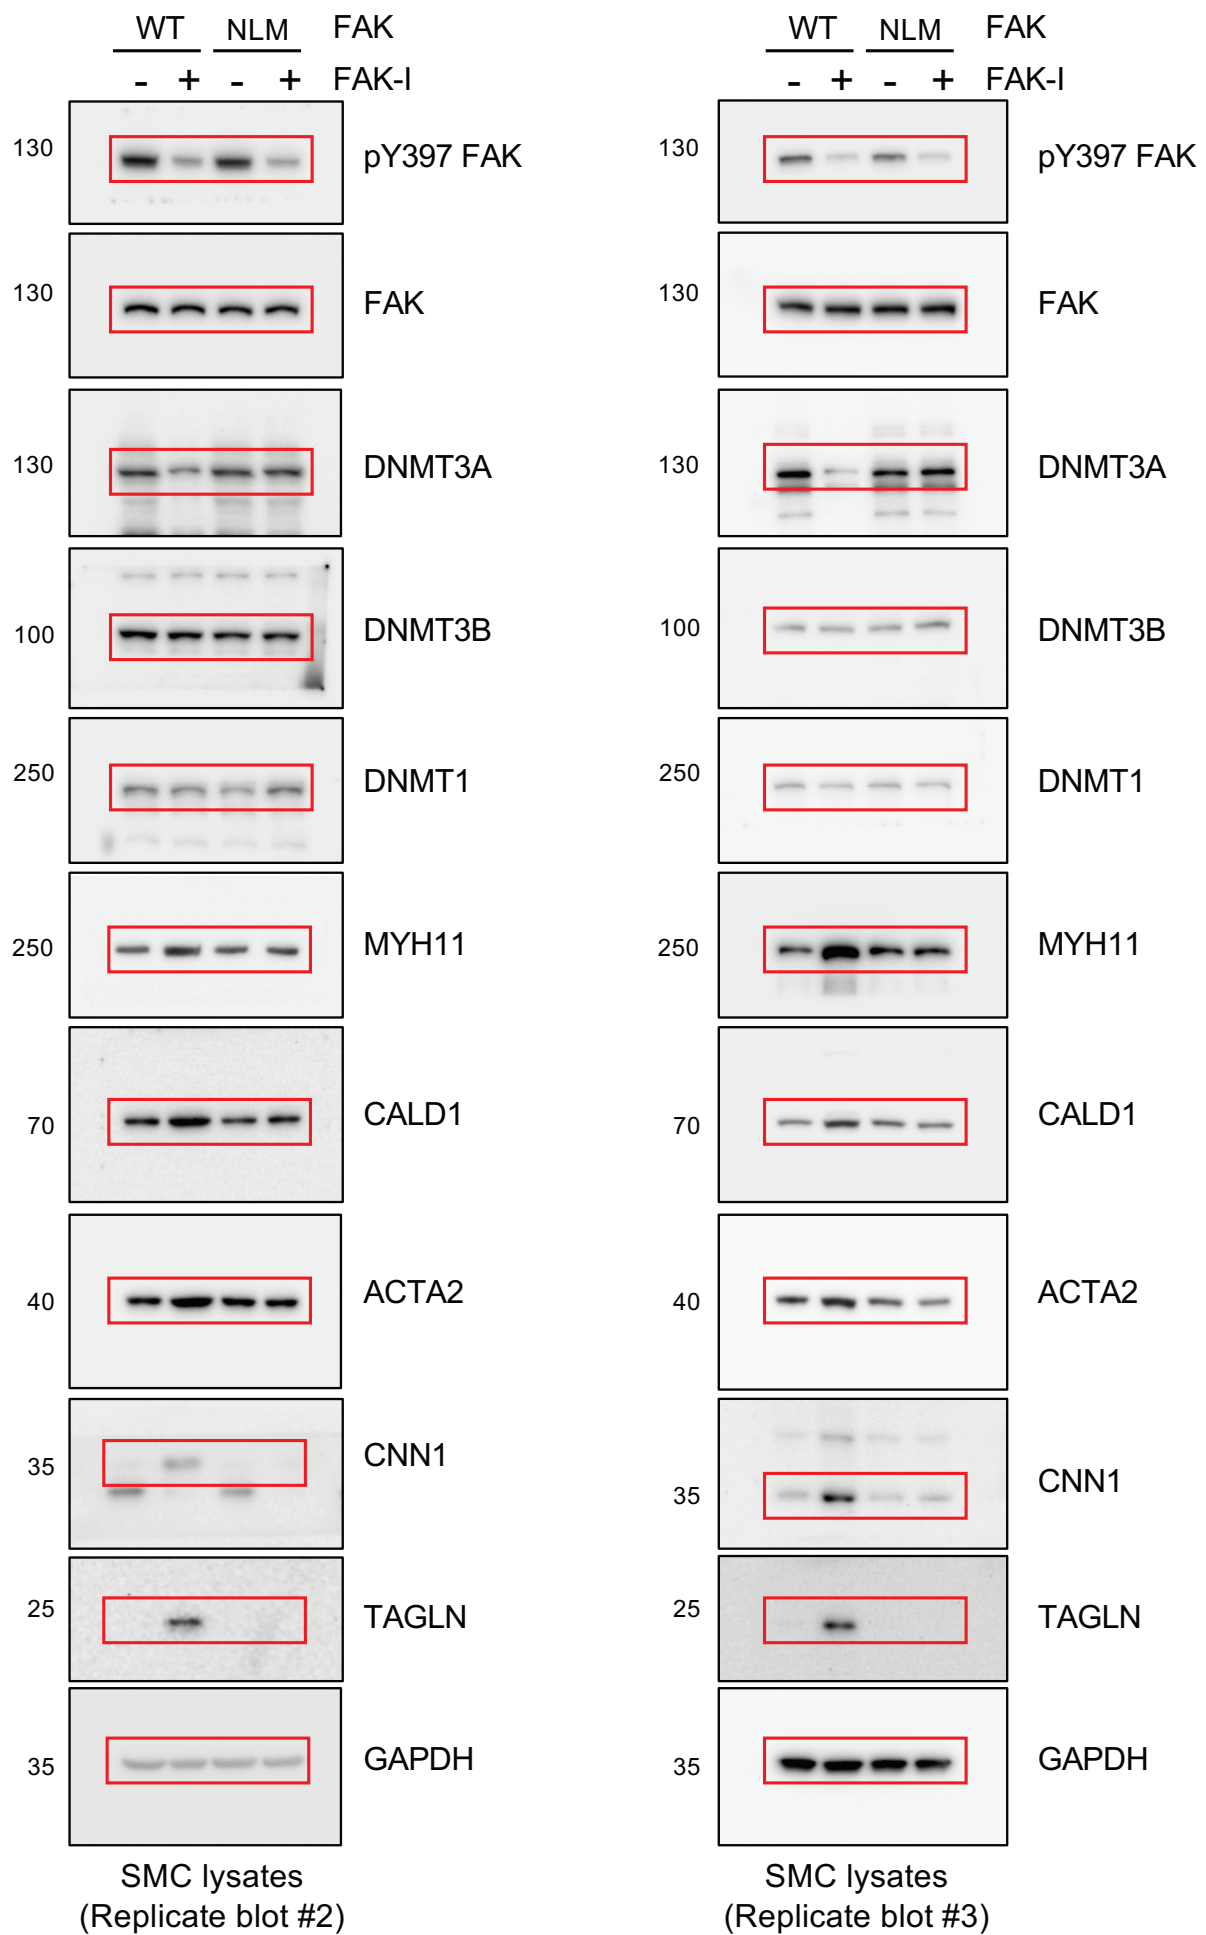 WT NLM FAK
- + - + FAK-I
130 pY397 FAK
130 FAK
130 DNMT3A
100 DNMT3B
250 DNMT1
250 MYH11
70 CALD1
40 ACTA2
35 CNN1
25 TAGLN
35 GAPDH
SMC lysates
(Replicate blot #2)
WT NLM FAK
- + - + FAK-I
130 pY397 FAK
130 FAK
130 DNMT3A
100 DNMT3B
250 DNMT1
250 MYH11
70 CALD1
40 ACTA2
35 CNN1
25 TAGLN
35 GAPDH
SMC lysates
(Replicate blot #3)